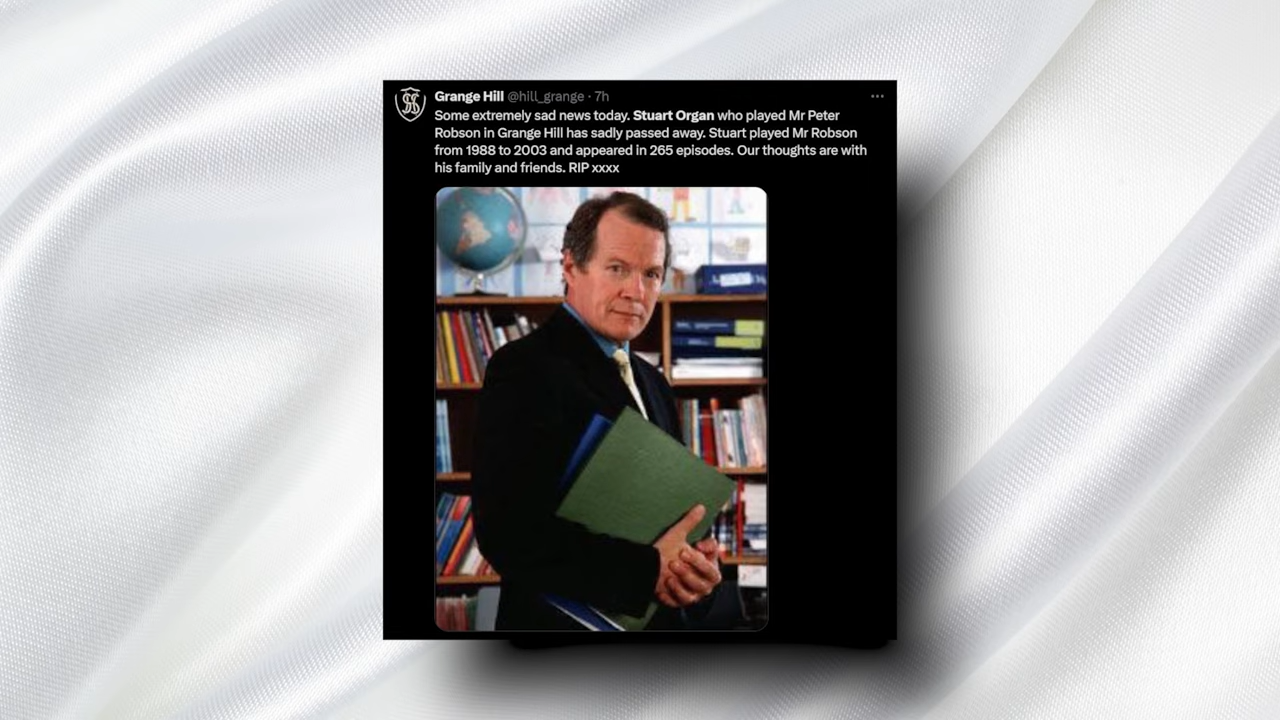 Grange Hill @hill_grange · 7h
Some extremely sad news today. Stuart Organ who played Mr Peter
Robson in Grange Hill has sadly passed away. Stuart played Mr Robson
from 1988 to 2003 and appeared in 265 episodes. Our thoughts are with
his family and friends. RIP xxxx